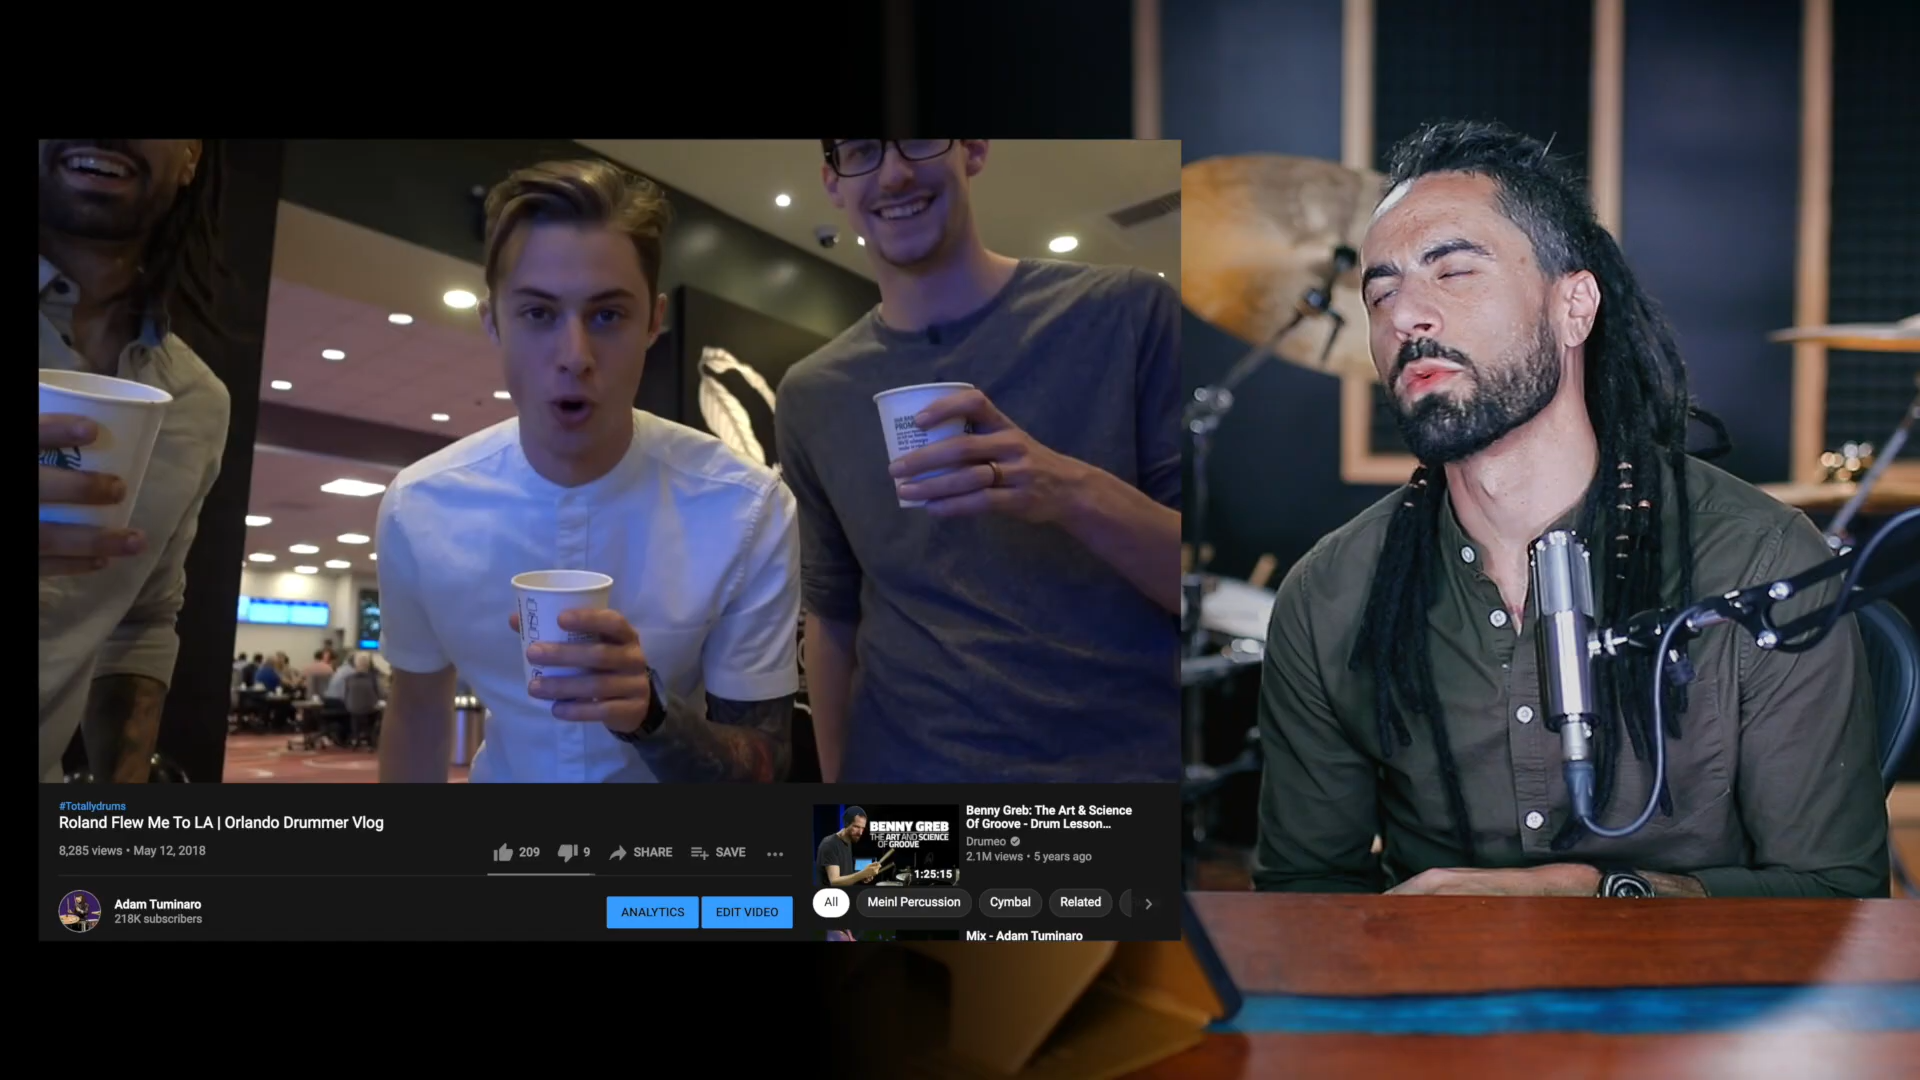 #Totallydrums
Roland Flew Me To LA | Orlando Drummer Vlog
8,285 views • May 12, 2018
209
9
SHARE
SAVE
Adam Tuminaro
218K subscribers
ANALYTICS
EDIT VIDEO
BENNY GREB
THE ART AND SCIENCE
OF GROOVE
1:25:15
Benny Greb: The Art & Science
Of Groove - Drum Lesson...
Drumeo
2.1M views • 5 years ago
All
Meinl Percussion
Cymbal
Related
Mix - Adam Tuminaro